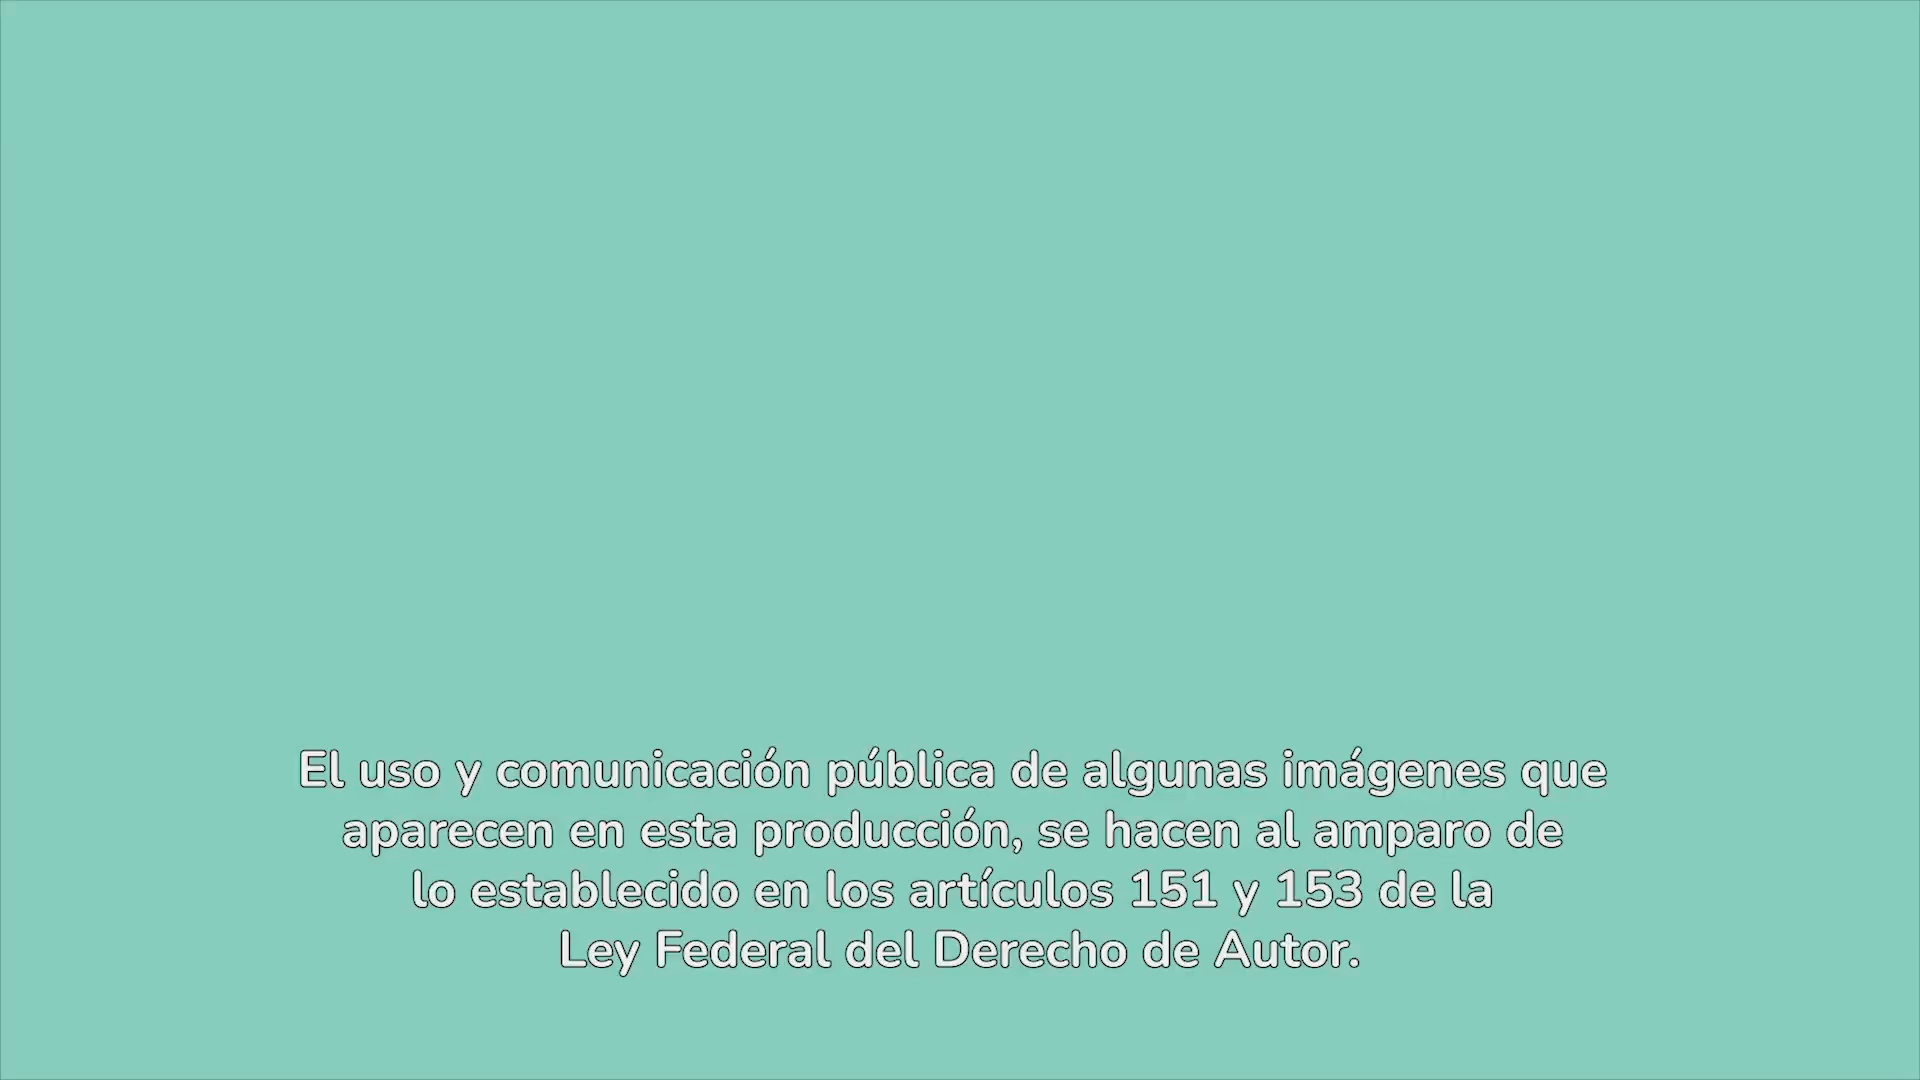 El uso y comunicación pública de algunas imágenes que
aparecen en esta producción, se hacen al amparo de
lo establecido en los artículos 151 y 153 de la
Ley Federal del Derecho de Autor.